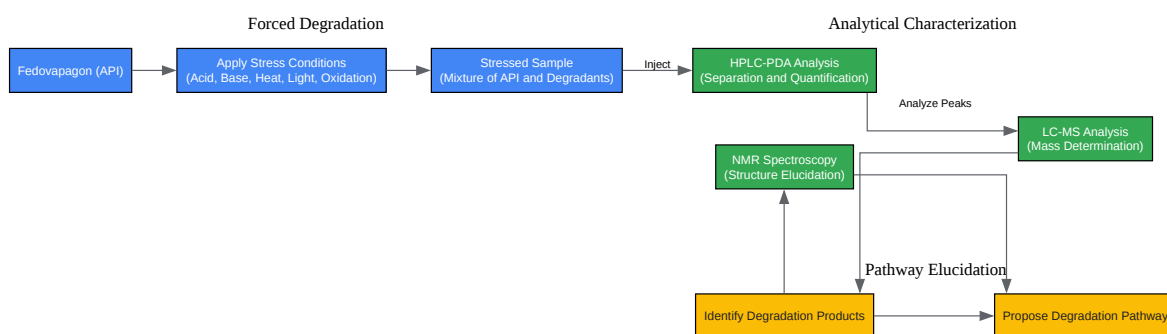 Forced Degradation
Analytical Characterization
Fedovapagon (API)
Apply Stress Conditions
(Acid, Base, Heat, Light, Oxidation)
Stressed Sample
(Mixture of API and Degradants)
Inject
HPLC-PDA Analysis
(Separation and Quantification)
Analyze Peaks
LC-MS Analysis
(Mass Determination)
NMR Spectroscopy
(Structure Elucidation)
Pathway Elucidation
Identify Degradation Products
Propose Degradation Pathway